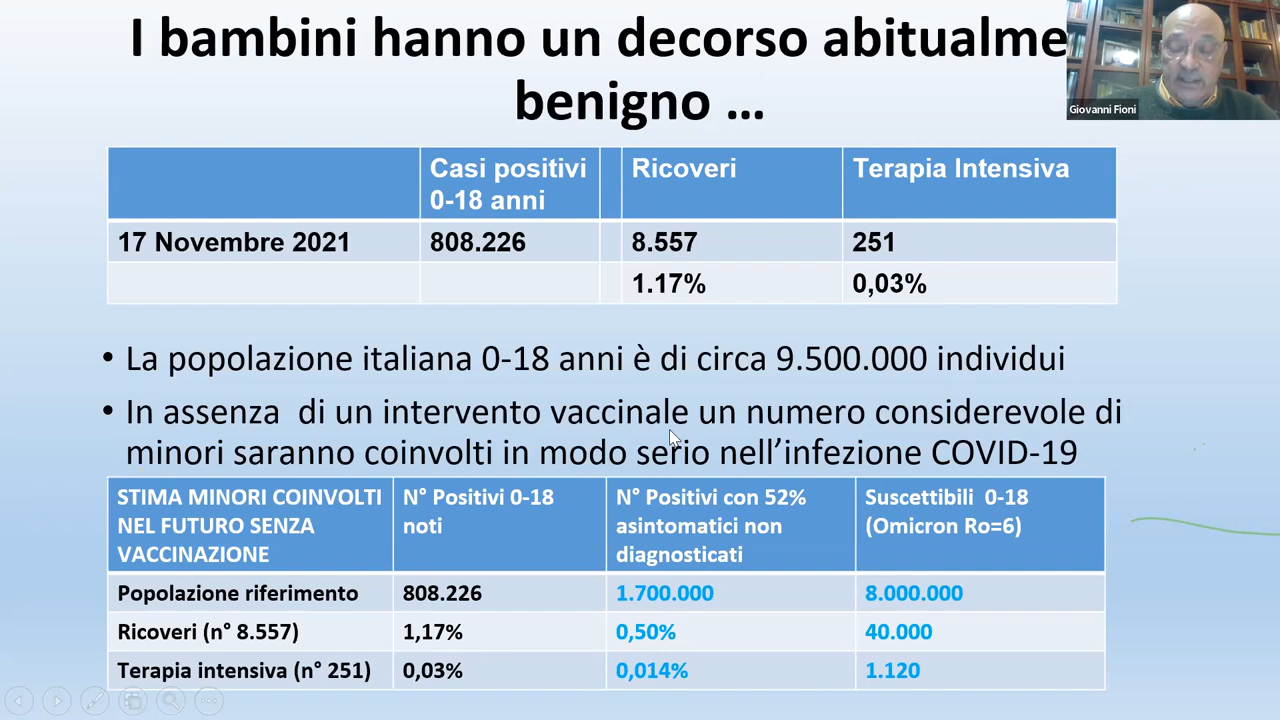 I bambini hanno un decorso abitualme
benigno ...
Giovanni Fioni
Casi positivi
0-18 anni
Ricoveri
Terapia Intensiva
17 Novembre 2021
808.226
8.557
251
1.17%
0,03%
• La popolazione italiana 0-18 anni è di circa 9.500.000 individui
• In assenza di un intervento vaccinale un numero considerevole di
minori saranno coinvolti in modo serio nell'infezione COVID-19
STIMA MINORI COINVOLTI
NEL FUTURO SENZA
VACCINAZIONE
N° Positivi 0-18
noti
N° Positivi con 52%
asintomatici non
diagnosticati
Suscettibili 0-18
(Omicron Ro=6)
Popolazione riferimento
808.226
1.700.000
8.000.000
Ricoveri (n° 8.557)
1,17%
0,50%
40.000
Terapia intensiva (n° 251)
0,03%
0,014%
1.120